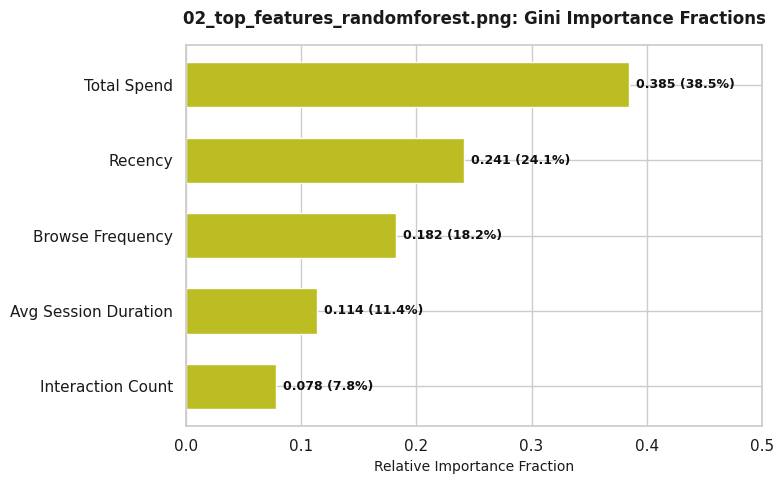 02_top_features_randomforest.png: Gini Importance Fractions
Total Spend
0.385 (38.5%)
Recency
0.241 (24.1%)
Browse Frequency
0.182 (18.2%)
Avg Session Duration
0.114 (11.4%)
Interaction Count
0.078 (7.8%)
0.0 0.1 0.2 0.3 0.4 0.5
Relative Importance Fraction